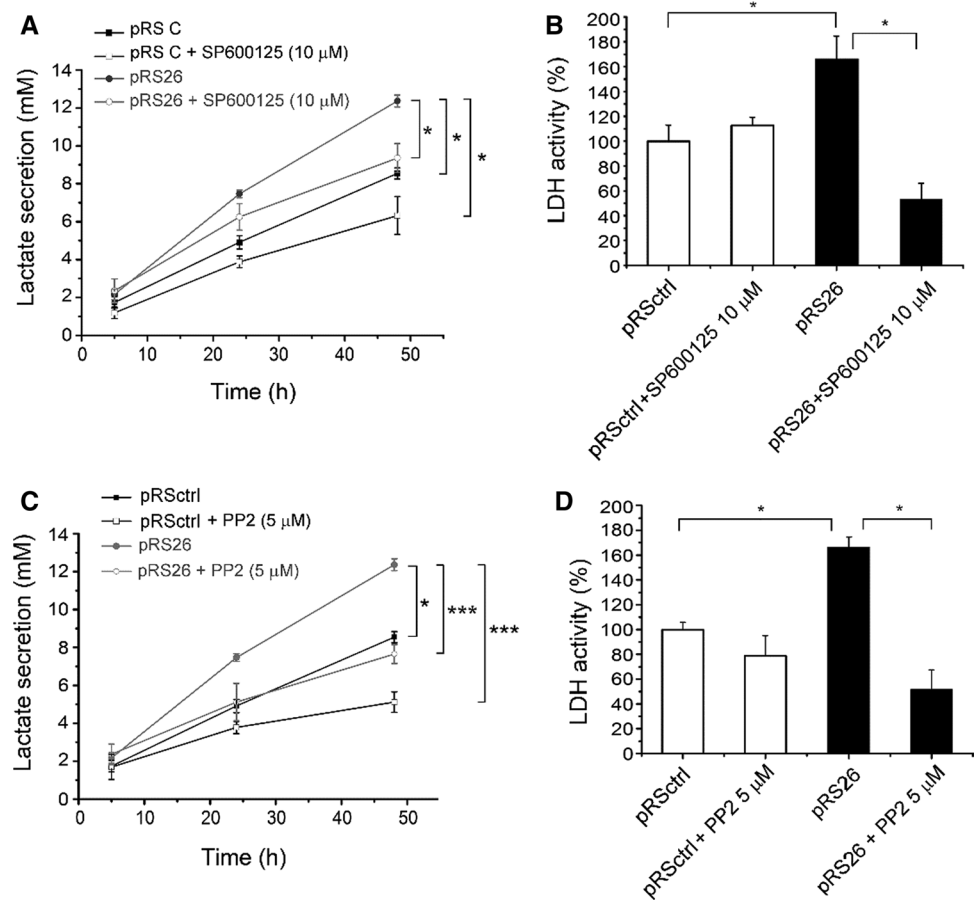 A
pRS C
pRS C + SP600125 (10 μM)
pRS26
pRS26 + SP600125 (10 μM)
Lactate secretion (mM)
14
12
10
8
6
4
2
0
0 10 20 30 40 50
Time (h)
* * *
B
LDH activity (%)
200
180
160
140
120
100
80
60
40
20
0
* *
pRSctrl
pRSctrl+SP600125 10 μM
pRS26
pRS26+SP600125 10 μM
C
pRSctrl
pRSctrl + PP2 (5 μM)
pRS26
pRS26 + PP2 (5 μM)
Lactate secretion (mM)
14
12
10
8
6
4
2
0
0 10 20 30 40 50
Time (h)
* *** ***
D
LDH activity (%)
200
180
160
140
120
100
80
60
40
20
0
* *
pRSctrl
pRSctrl + PP2 5 μM
pRS26
pRS26 + PP2 5 μM